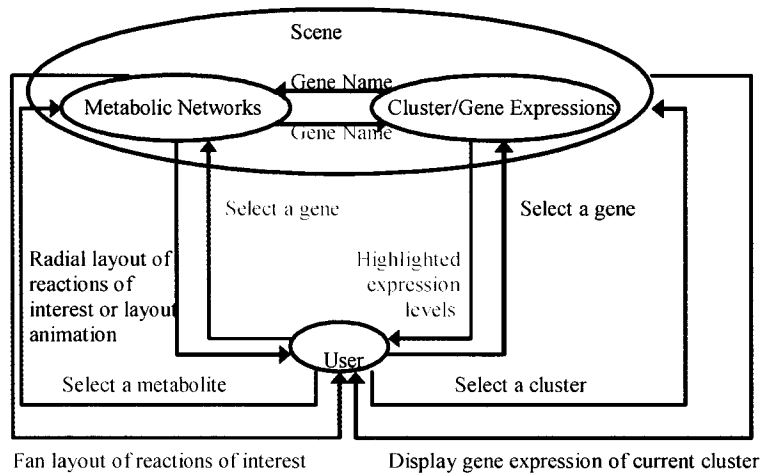 Scene
Gene Name
Metabolic Networks
Cluster/Gene Expressions
Gene Name
Select a gene
Select a gene
Radial layout of
reactions of
interest or layout
animation
Highlighted
expression
levels
User
Select a metabolite
Select a cluster
Fan layout of reactions of interest
Display gene expression of current cluster